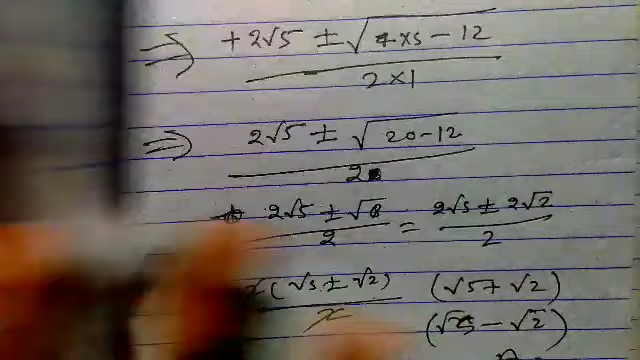 ⇒ +2√5 ± √4×5 - 12
2×1
⇒ 2√5 ± √20-12
2
2√5 ± √8 = 2√5 ± 2√2
2 2
(√5 ± √2) (√5 + √2)
(√5 - √2)